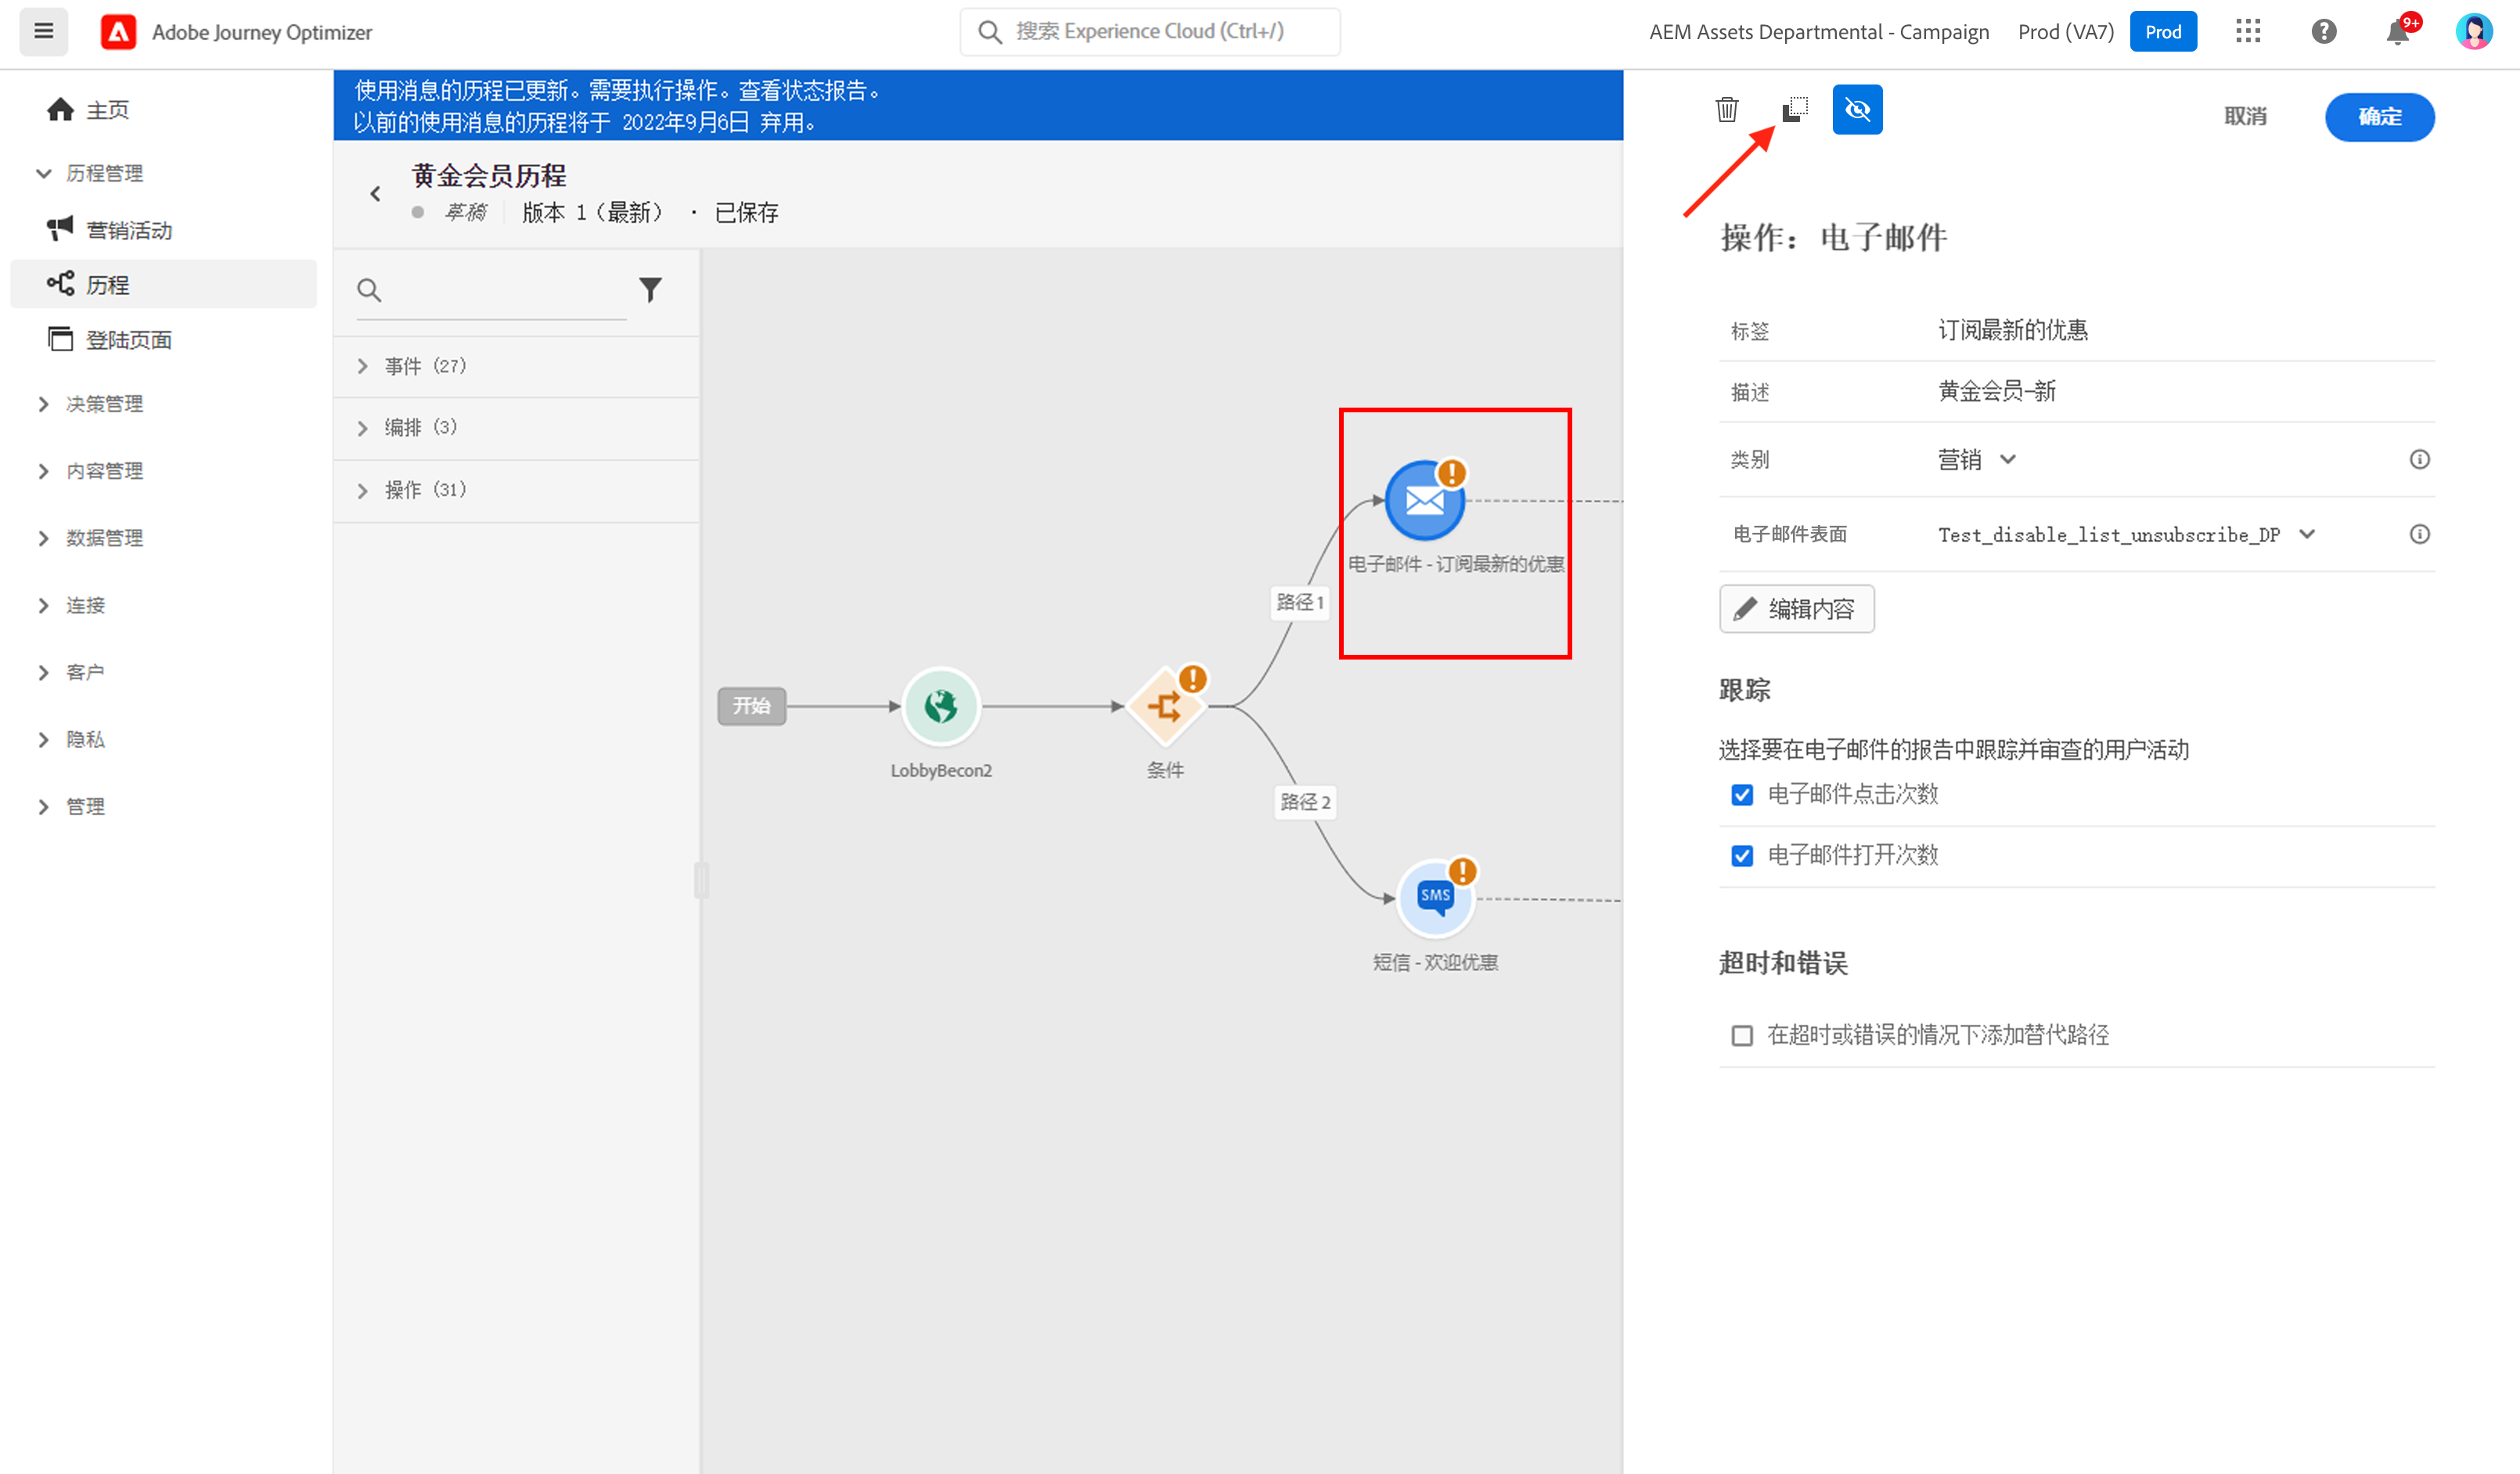 Adobe Journey Optimizer
搜索 Experience Cloud (Ctrl+/)
AEM Assets Departmental - Campaign
Prod (VA7)
Prod
9+
主页
历程管理
营销活动
历程
登陆页面
决策管理
内容管理
数据管理
连接
客户
隐私
管理
使用消息的历程已更新。需要执行操作。查看状态报告。
以前的使用消息的历程将于 2022年9月6日 弃用。
黄金会员历程
草稿 版本 1（最新） · 已保存
事件 (27)
编排 (3)
操作 (31)
开始
LobbyBecon2
条件
路径 1
路径 2
电子邮件 - 订阅最新的优惠
SMS
短信 - 欢迎优惠
取消
确定
操作：电子邮件
标签 订阅最新的优惠
描述 黄金会员-新
类别 营销
电子邮件表面 Test_disable_list_unsubscribe_DP
编辑内容
跟踪
选择要在电子邮件的报告中跟踪并审查的用户活动
电子邮件点击次数
电子邮件打开次数
超时和错误
在超时或错误的情况下添加替代路径